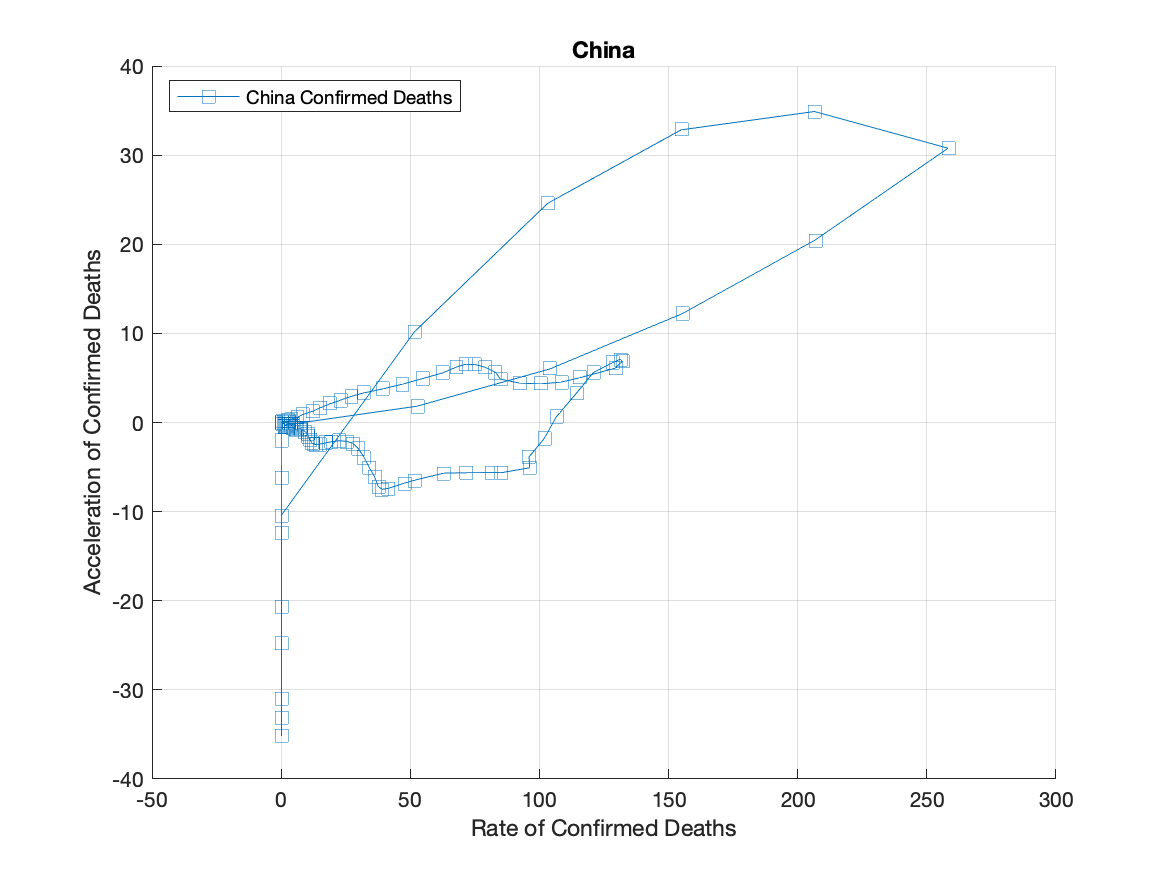 China
China Confirmed Deaths
40
30
20
10
0
-10
-20
-30
-40
Acceleration of Confirmed Deaths
-50 0 50 100 150 200 250 300
Rate of Confirmed Deaths